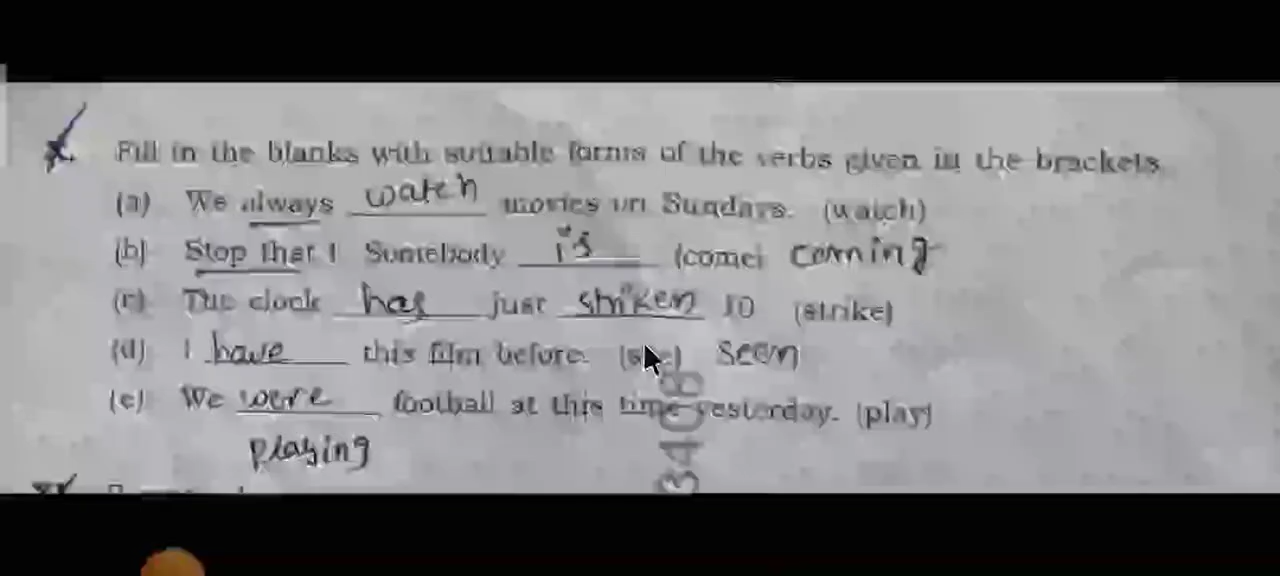 Fill in the blanks with suitable forms of the verbs given in the brackets.
(a) We always watch movies on Sundays. (watch)
(b) Stop that ! Somebody is (come) coming
(c) The clock has just striken 10 (strike)
(d) I have this film before. (see) seen
(e) We were football at this time yesterday. (play)
playing
3408